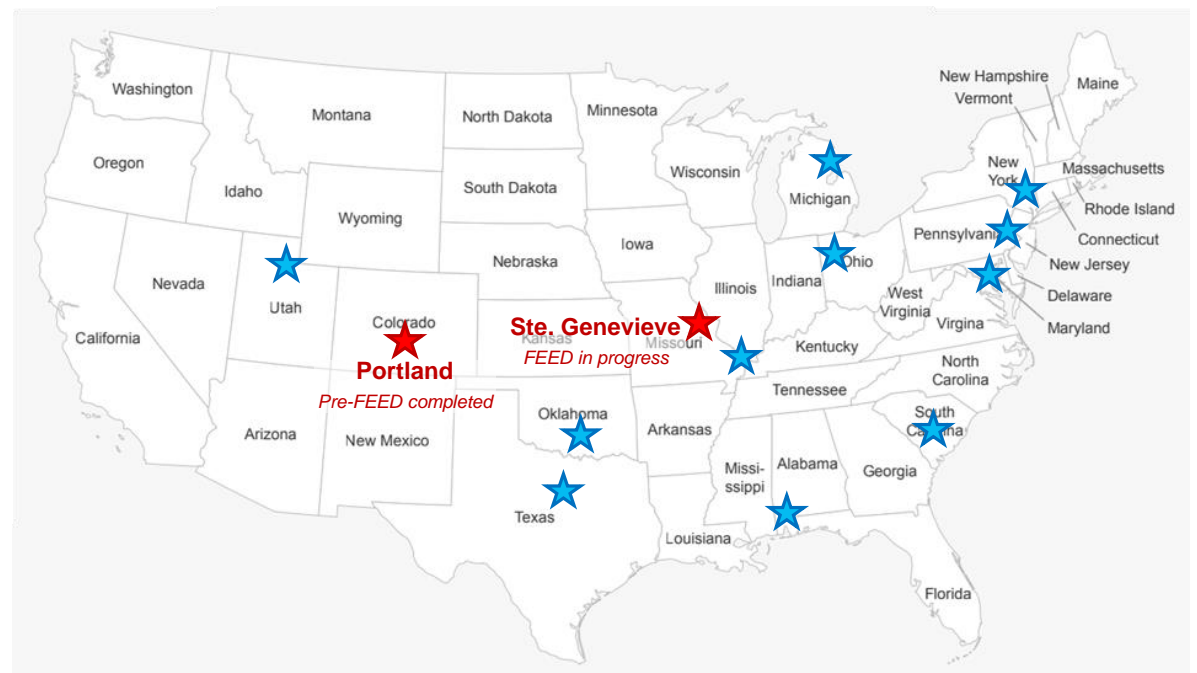 Washington
Montana
North Dakota
Minnesota
New Hampshire
Vermont
Maine
Oregon
Idaho
South Dakota
Wisconsin
Michigan
New
York
Massachusetts
Rhode Island
Connecticut
Wyoming
Iowa
Nebraska
Pennsylvania
New Jersey
Nevada
Utah
Illinois
Indiana
Ohio
West
Virginia
Virgina
Delaware
Maryland
California
Colorado
Portland
Pre-FEED completed
Kansas
Ste. Genevieve
FEED in progress
Missouri
Kentucky
Tennessee
North
Carolina
South
Carolina
Arizona
New Mexico
Oklahoma
Arkansas
Missi-
ssippi
Alabama
Georgia
Texas
Louisiana
Florida